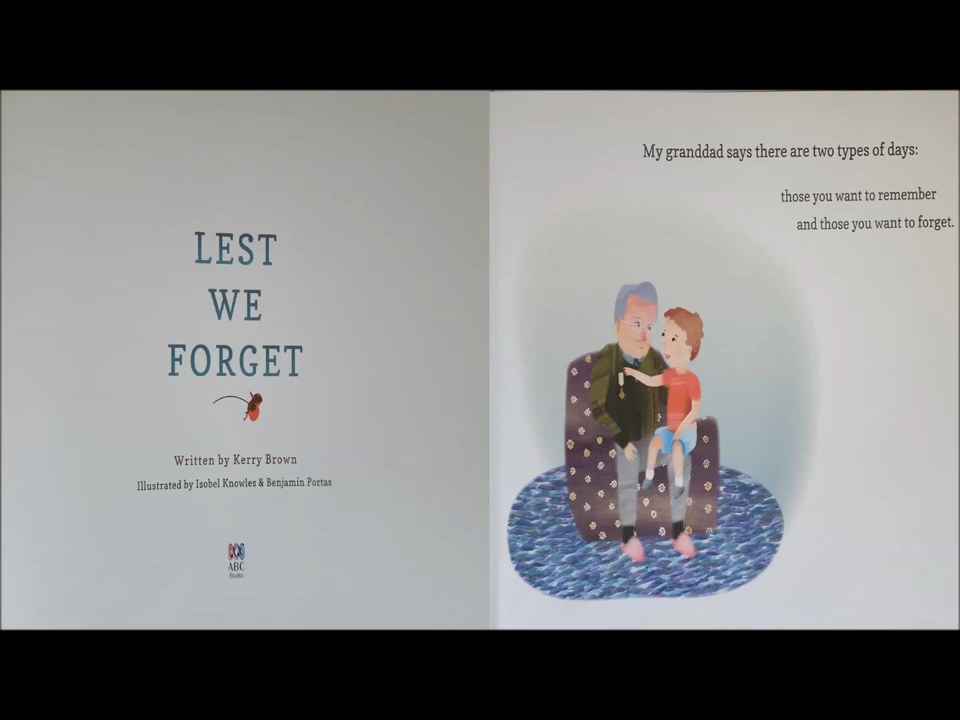 LEST
WE
FORGET
Written by Kerry Brown
Illustrated by Isobel Knowles & Benjamin Portas
ABC
Books
My granddad says there are two types of days:
those you want to remember
and those you want to forget.